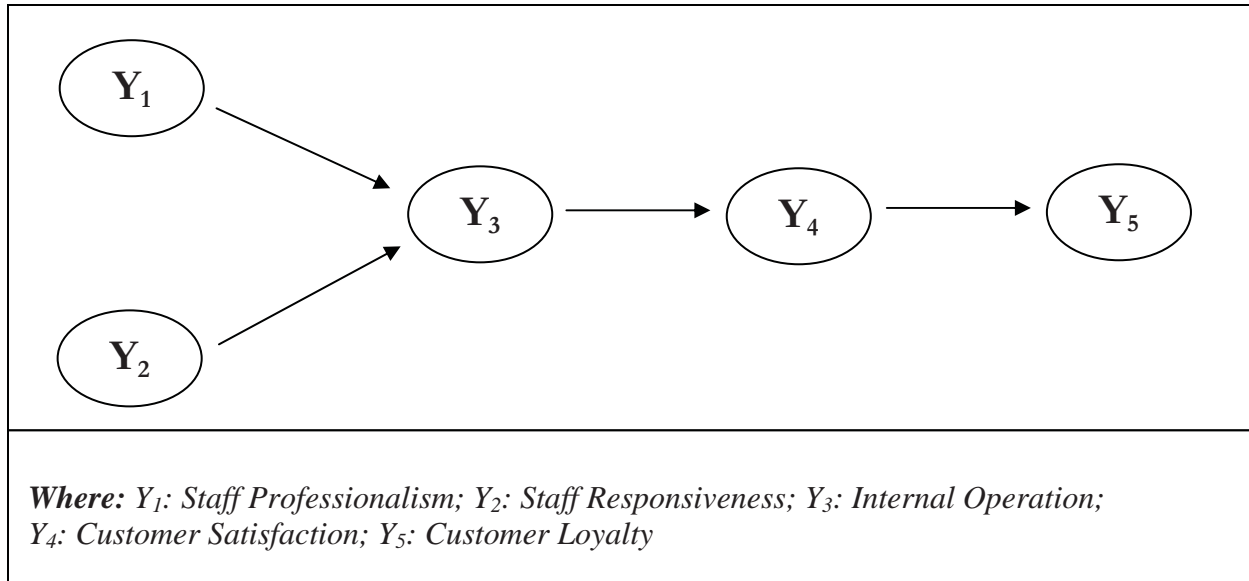 Y₁
Y₃
Y₄
Y₅
Y₂
Where: Y₁: Staff Professionalism; Y₂: Staff Responsiveness; Y₃: Internal Operation;
Y₄: Customer Satisfaction; Y₅: Customer Loyalty